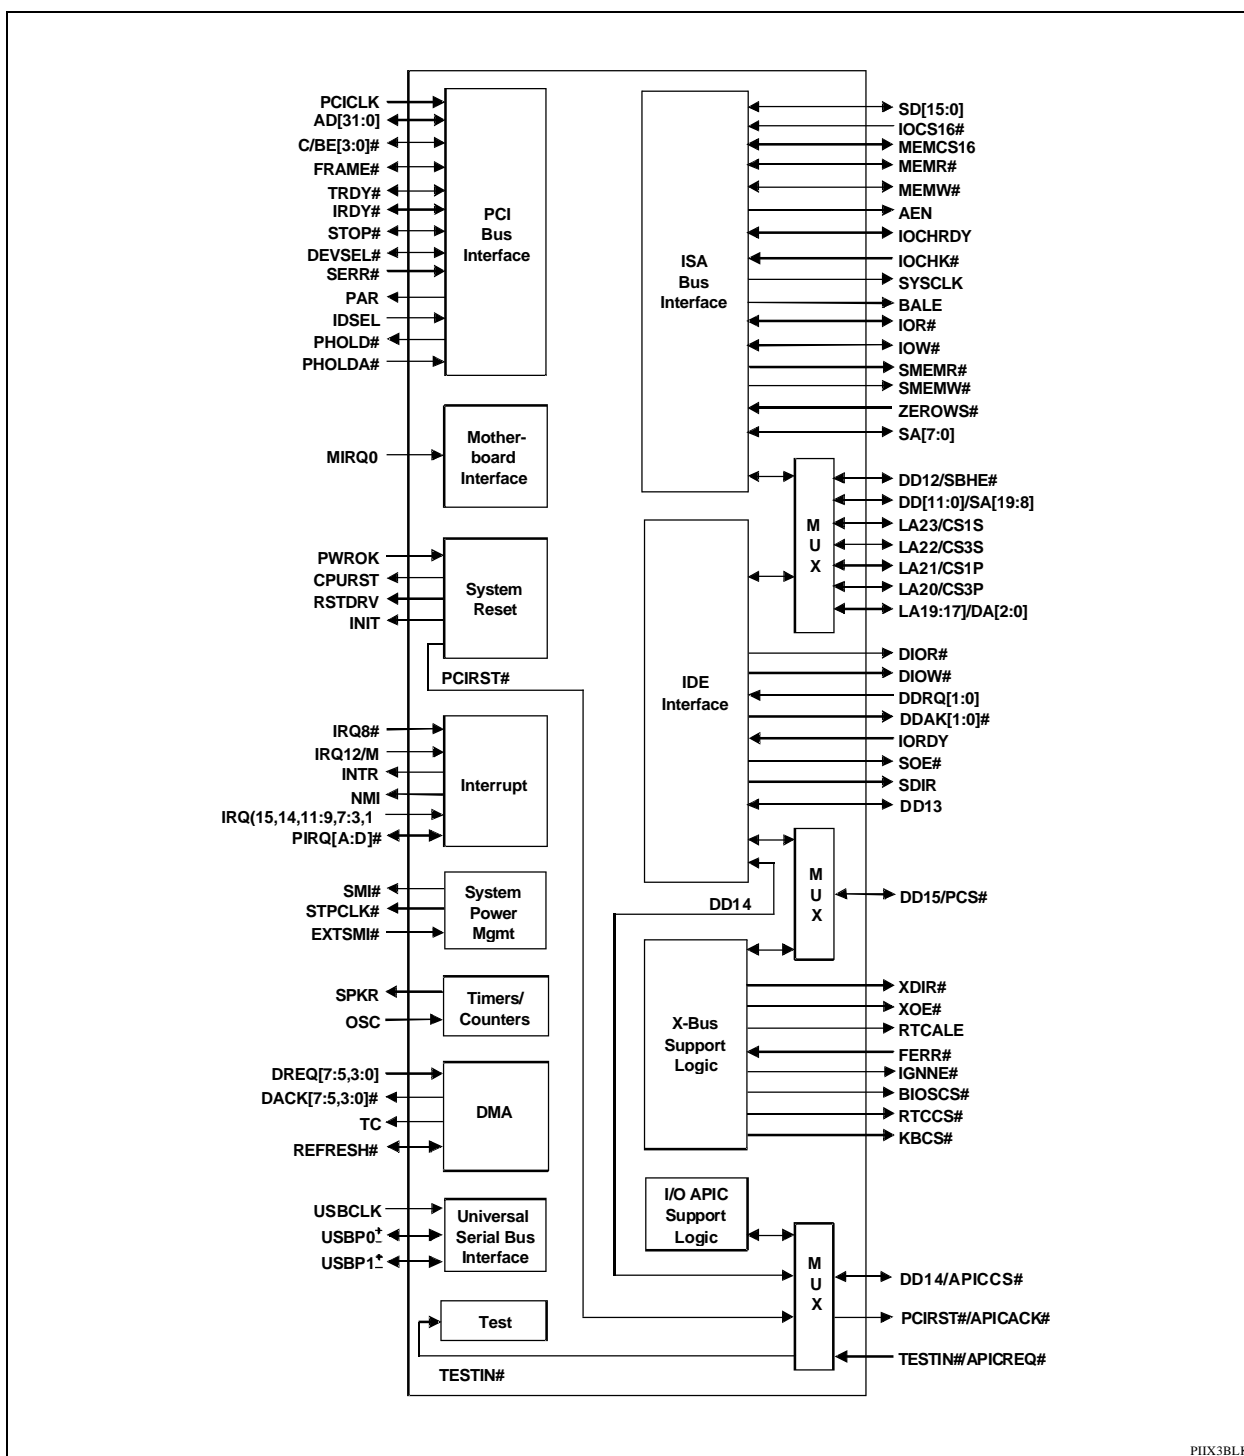 PCICLK
AD[31:0]
C/BE[3:0]#
FRAME#
TRDY#
IRDY#
STOP#
DEVSEL#
SERR#
PAR
IDSEL
PHOLD#
PHOLDA#
PCI
Bus
Interface
MIRQ0
Mother-
board
Interface
PWROK
CPURST
RSTDRV
INIT
System
Reset
PCIRST#
IRQ8#
IRQ12/M
INTR
NMI
IRQ(15,14,11:9,7:3,1
PIRQ[A:D]#
Interrupt
SMI#
STPCLK#
EXTSMI#
System
Power
Mgmt
SPKR
OSC
Timers/
Counters
DREQ[7:5,3:0]
DACK[7:5,3:0]#
TC
REFRESH#
DMA
USBCLK
USBP0+–
USBP1+–
Universal
Serial Bus
Interface
Test
TESTIN#
ISA
Bus
Interface
SD[15:0]
IOCS16#
MEMCS16
MEMR#
MEMW#
AEN
IOCHRDY
IOCHK#
SYSCLK
BALE
IOR#
IOW#
SMEMR#
SMEMW#
ZEROWS#
SA[7:0]
M
U
X
DD12/SBHE#
DD[11:0]/SA[19:8]
LA23/CS1S
LA22/CS3S
LA21/CS1P
LA20/CS3P
LA19:17]/DA[2:0]
IDE
Interface
DIOR#
DIOW#
DDRQ[1:0]
DDAK[1:0]#
IORDY
SOE#
SDIR
DD13
DD14
M
U
X
DD15/PCS#
X-Bus
Support
Logic
XDIR#
XOE#
RTCALE
FERR#
IGNNE#
BIOSCS#
RTCCS#
KBCS#
I/O APIC
Support
Logic
M
U
X
DD14/APICCS#
PCIRST#/APICACK#
TESTIN#/APICREQ#